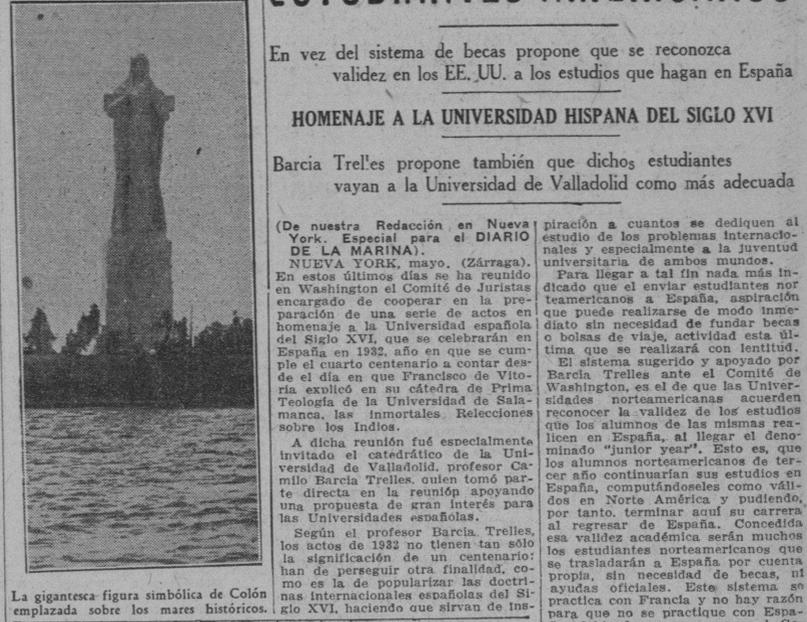 En vez del sistema de becas propone que se reconozca
validez en los EE. UU. a los estudios que hagan en España
HOMENAJE A LA UNIVERSIDAD HISPANA DEL SIGLO XVI
Barcia Trelles propone también que dichos estudiantes
vayan a la Universidad de Valladolid como más adecuada
(De nuestra Redacción en Nueva
York. Especial para el DIARIO
DE LA MARINA).
NUEVA YORK, mayo. (Zárraga).
En estos últimos días se ha reunido
en Washington el Comité de Juristas
encargado de cooperar en la pre-
paración de una serie de actos en
homenaje a la Universidad española
del Siglo XVI, que se celebrarán en
España en 1932, año en que se cum-
ple el cuarto centenario a contar des-
de el día en que Francisco de Vito-
ria explicó en su cátedra de Prima
Teología de la Universidad de Sala-
manca, las inmortales Relecciones
sobre los Indios.
A dicha reunión fué especialmente
invitado el catedrático de la Uni-
versidad de Valladolid, profesor Ca-
milo Barcia Trelles, quien tomó par-
te directa en la reunión apoyando
una propuesta de gran interés para
las Universidades españolas.
Según el profesor Barcia Trelles,
los actos de 1932 no tienen tan sólo
la significación de un centenario:
han de perseguir otra finalidad, co-
mo es la de popularizar las doctri-
nas internacionales españolas del Si-
glo XVI, haciendo que sirvan de ins-
piración a cuantos se dediquen al
estudio de los problemas internacio-
nales y especialmente a la juventud
universitaria de ambos mundos.
Para llegar a tal fin nada más in-
dicado que el enviar estudiantes nor
teamericanos a España, aspiración
que puede realizarse de modo inme-
diato sin necesidad de fundar becas
o bolsas de viaje, actividad esta úl-
tima que se realizará con lentitud.
El sistema sugerido y apoyado por
Barcia Trelles ante el Comité de
Washington, es el de que las Univer-
sidades norteamericanas acuerden
reconocer la validez de los estudios
que los alumnos de las mismas rea-
licen en España, al llegar el deno-
minado "junior year". Esto es, que
los alumnos norteamericanos de ter-
cer año continuarían sus estudios en
España, computándoseles como váli-
dos en Norte América y pudiendo,
por tanto, terminar aquí su carrera
al regresar de España. Concedida
esa validez académica serán muchos
los estudiantes norteamericanos que
se trasladarán a España por cuenta
propia, sin necesidad de becas, ni
ayudas oficiales. Este sistema se
practica con Francia y no hay razón
para que no se practique con Espa-
La gigantesca figura simbólica de Colón
emplazada sobre los mares históricos.